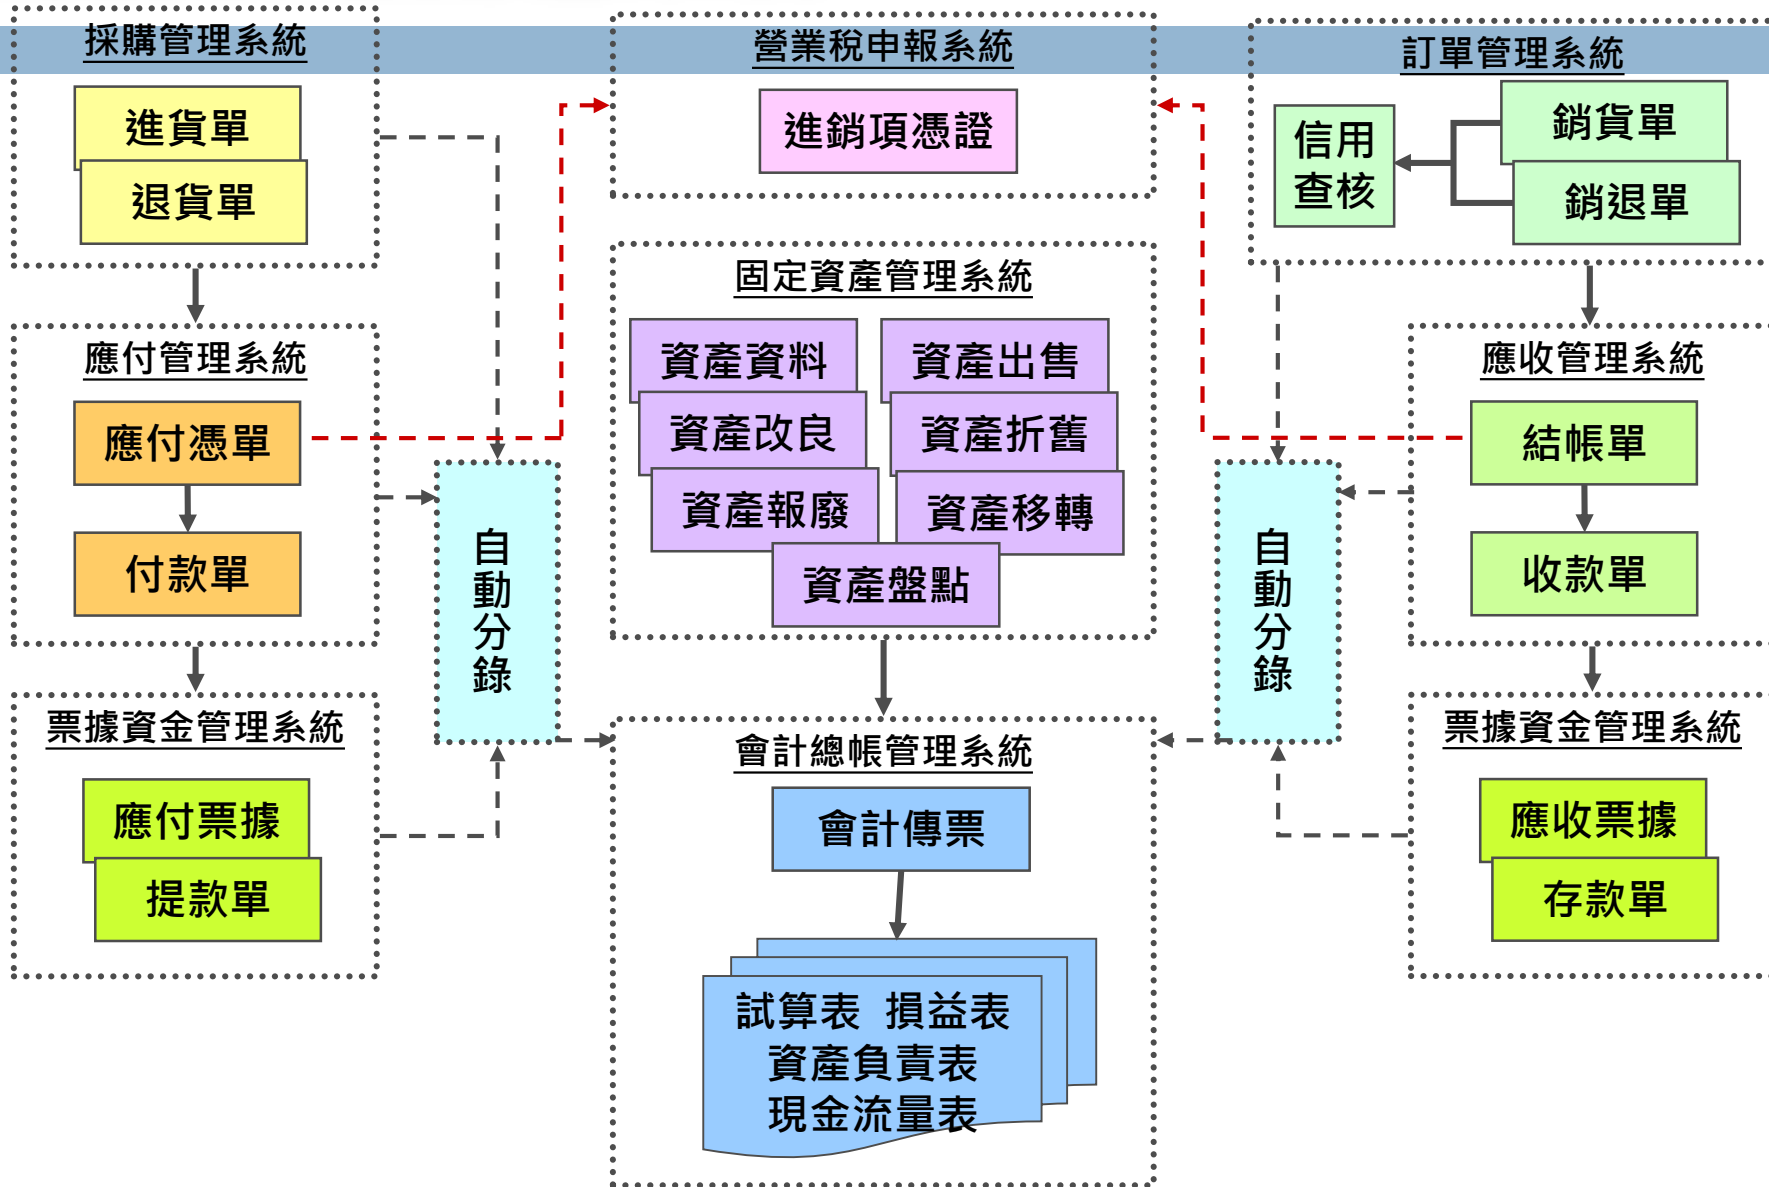 採購管理系統
進貨單
退貨單
應付管理系統
應付憑單
付款單
票據資金管理系統
應付票據
提款單
自動分錄
營業稅申報系統
進銷項憑證
固定資產管理系統
資產資料
資產出售
資產改良
資產折舊
資產報廢
資產移轉
資產盤點
會計總帳管理系統
會計傳票
試算表 損益表
資產負責表
現金流量表
自動分錄
訂單管理系統
信用
查核
銷貨單
銷退單
應收管理系統
結帳單
收款單
票據資金管理系統
應收票據
存款單